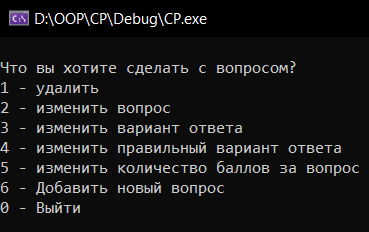 D:\OOP\CP\Debug\CP.exe
Что вы хотите сделать с вопросом?
1 - удалить
2 - изменить вопрос
3 - изменить вариант ответа
4 - изменить правильный вариант ответа
5 - изменить количество баллов за вопрос
6 - Добавить новый вопрос
0 - Выйти